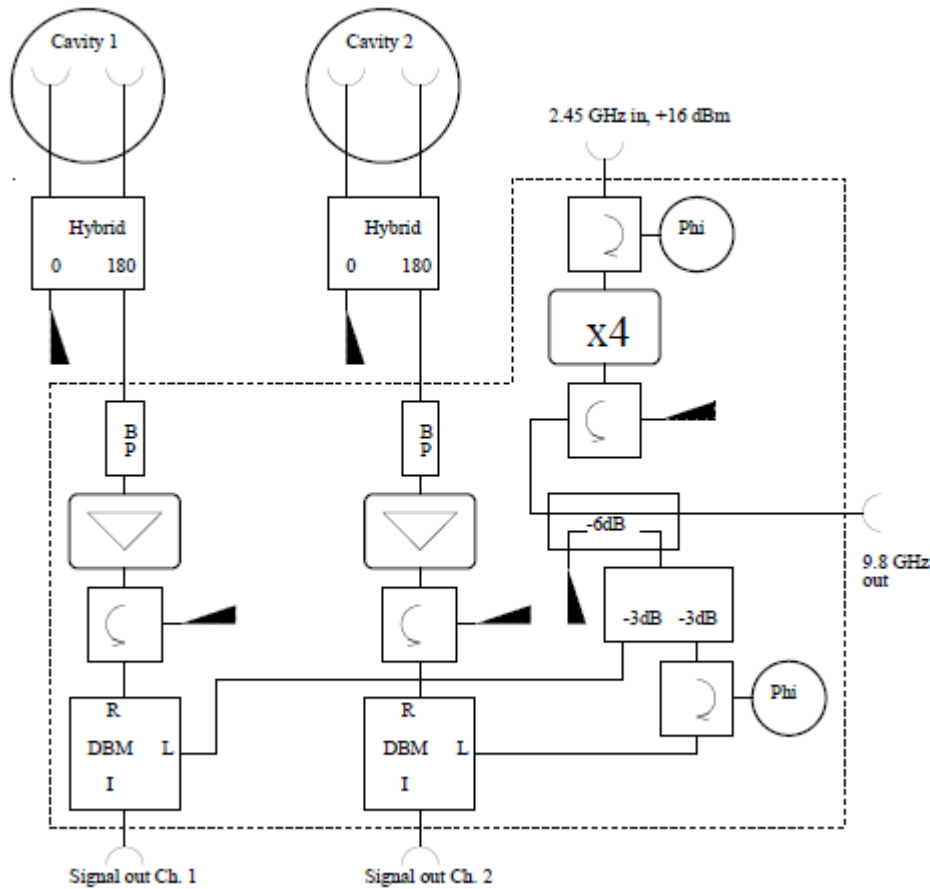 Cavity 1
Cavity 2
2.45 GHz in, +16 dBm
Hybrid
0 180
Hybrid
0 180
Phi
x4
B
P
B
P
-6dB
9.8 GHz
out
-3dB -3dB
Phi
R
DBM L
I
R
DBM L
I
Signal out Ch. 1
Signal out Ch. 2